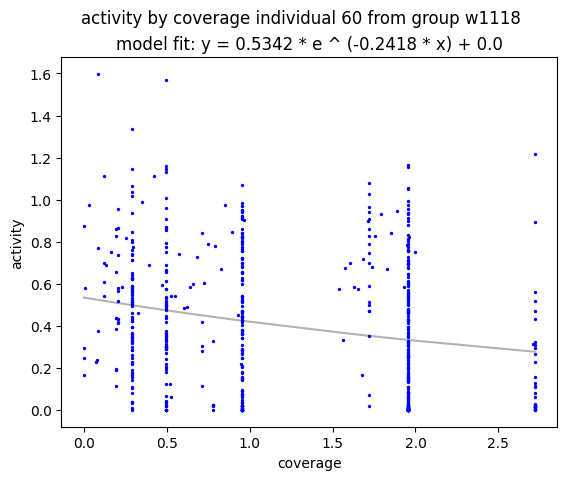 activity by coverage individual 60 from group w1118
model fit: y = 0.5342 * e ^ (-0.2418 * x) + 0.0
1.6
1.4
1.2
1.0
0.8
0.6
0.4
0.2
0.0
activity
0.0 0.5 1.0 1.5 2.0 2.5
coverage